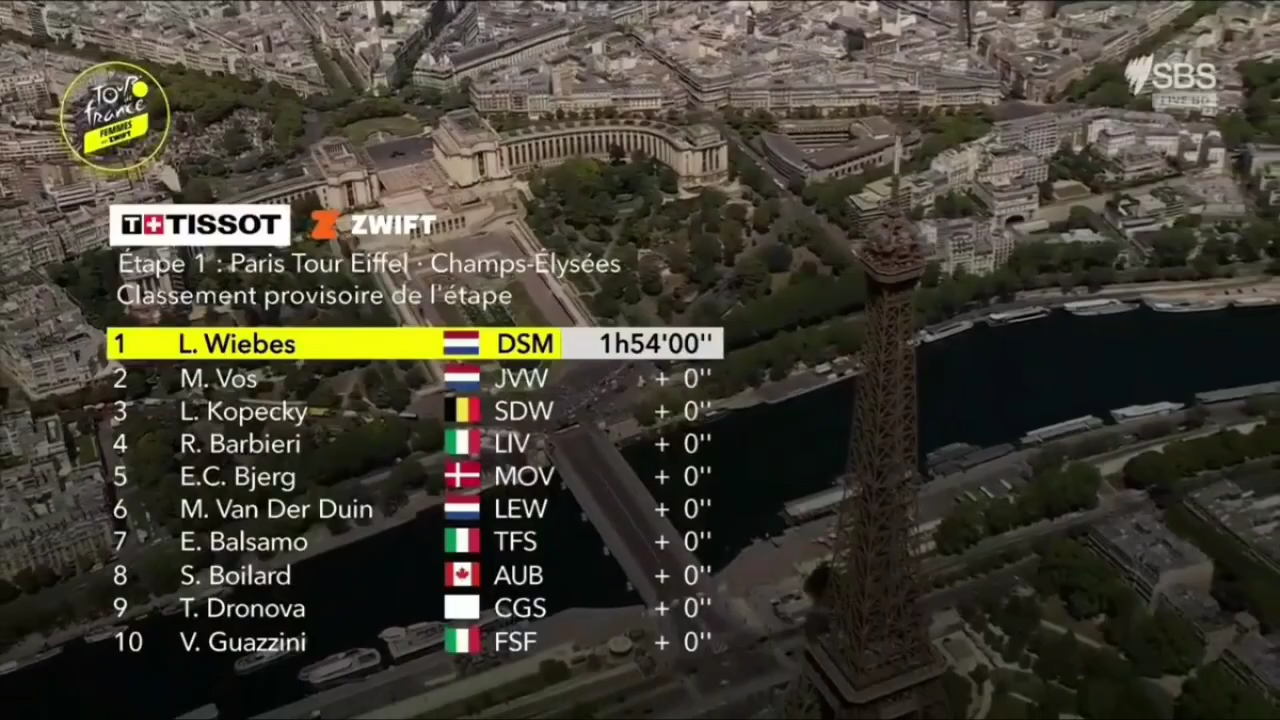 TOUR
de
france
FEMMES
avec ZWIFT
SBS
T+TISSOT ZWIFT
Étape 1 : Paris Tour Eiffel · Champs-Élysées
Classement provisoire de l'étape
1 L. Wiebes DSM 1h54'00''
2 M. Vos JVW + 0''
3 L. Kopecky SDW + 0''
4 R. Barbieri LIV + 0''
5 E.C. Bjerg MOV + 0''
6 M. Van Der Duin LEW + 0''
7 E. Balsamo TFS + 0''
8 S. Boilard AUB + 0''
9 T. Dronova CGS + 0''
10 V. Guazzini FSF + 0''